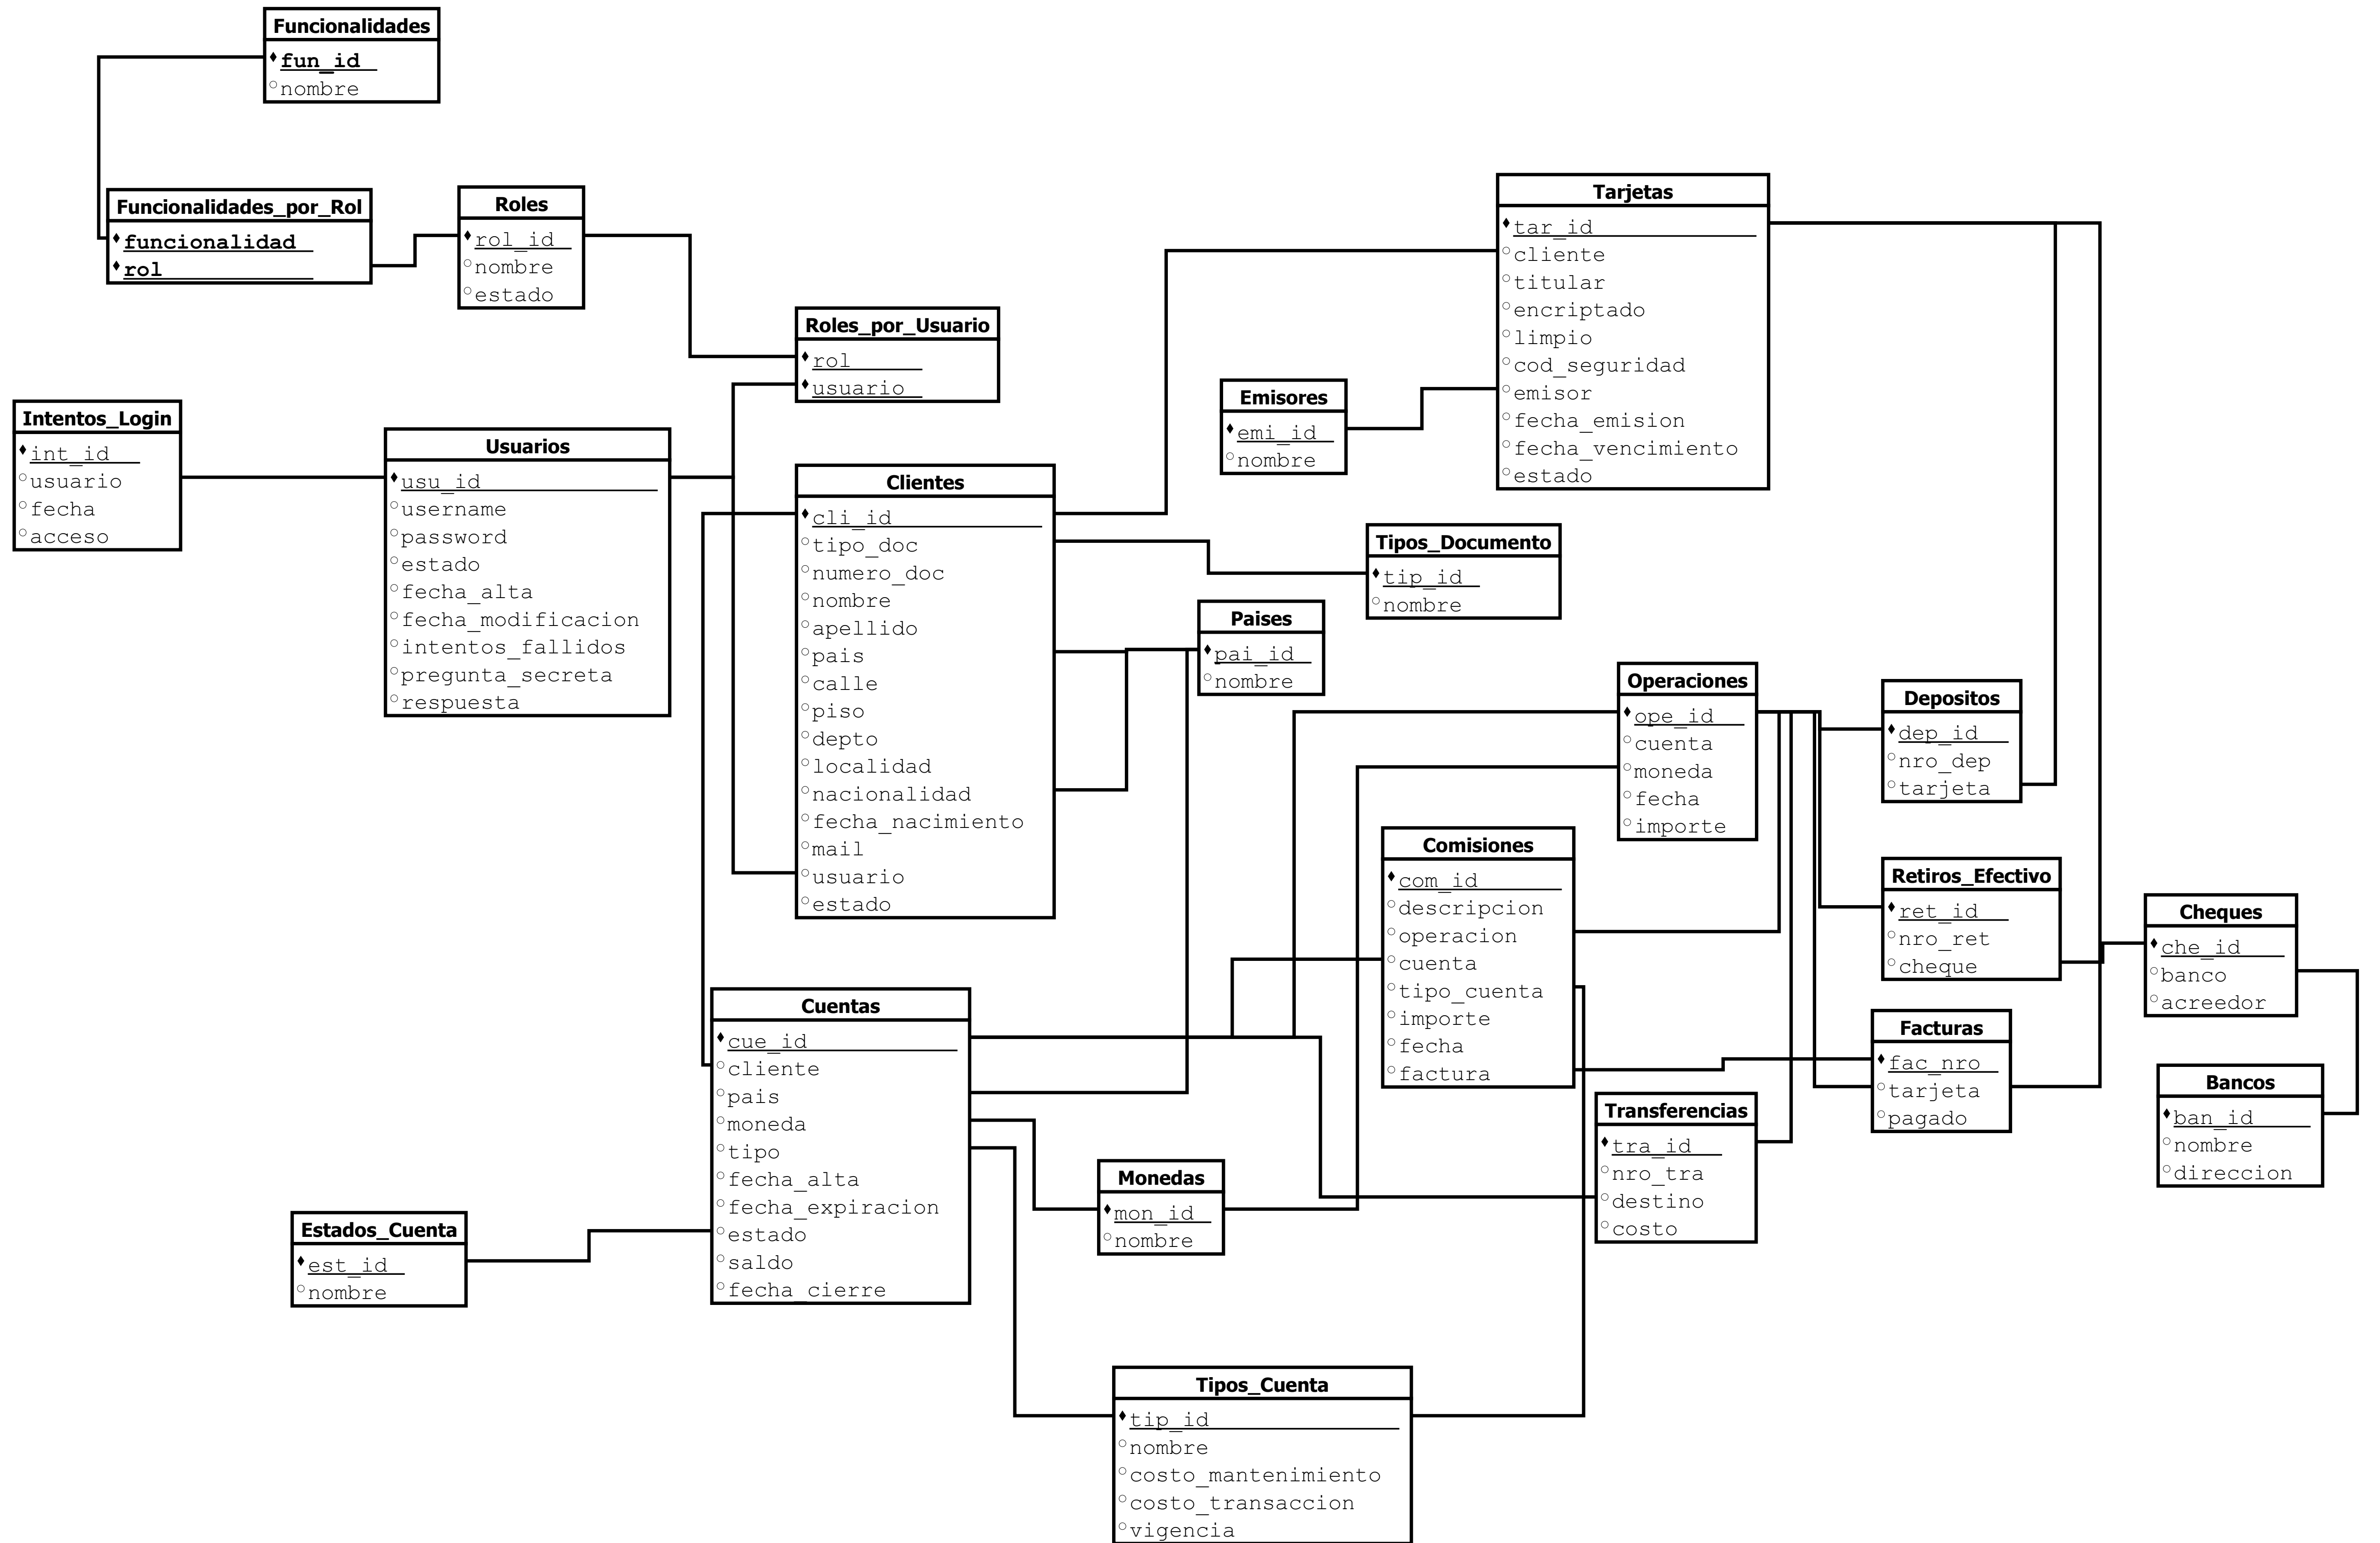 Funcionalidades
fun_id
nombre
Funcionalidades_por_Rol
funcionalidad
rol
Roles
rol_id
nombre
estado
Roles_por_Usuario
rol
usuario
Tarjetas
tar_id
cliente
titular
encriptado
limpio
cod_seguridad
emisor
fecha_emision
fecha_vencimiento
estado
Emisores
emi_id
nombre
Intentos_Login
int_id
usuario
fecha
acceso
Usuarios
usu_id
username
password
estado
fecha_alta
fecha_modificacion
intentos_fallidos
pregunta_secreta
respuesta
Clientes
cli_id
tipo_doc
numero_doc
nombre
apellido
pais
calle
piso
depto
localidad
nacionalidad
fecha_nacimiento
mail
usuario
estado
Tipos_Documento
tip_id
nombre
Paises
pai_id
nombre
Operaciones
ope_id
cuenta
moneda
fecha
importe
Depositos
dep_id
nro_dep
tarjeta
Comisiones
com_id
descripcion
operacion
cuenta
tipo_cuenta
importe
fecha
factura
Retiros_Efectivo
ret_id
nro_ret
cheque
Cheques
che_id
banco
acreedor
Facturas
fac_nro
tarjeta
pagado
Bancos
ban_id
nombre
direccion
Transferencias
tra_id
nro_tra
destino
costo
Cuentas
cue_id
cliente
pais
moneda
tipo
fecha_alta
fecha_expiracion
estado
saldo
fecha_cierre
Monedas
mon_id
nombre
Estados_Cuenta
est_id
nombre
Tipos_Cuenta
tip_id
nombre
costo_mantenimiento
costo_transaccion
vigencia